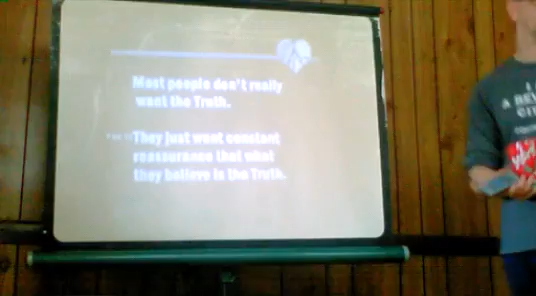 Most people don't really
want the Truth.
They just want constant
reassurance that what
they believe is the Truth.
I
A